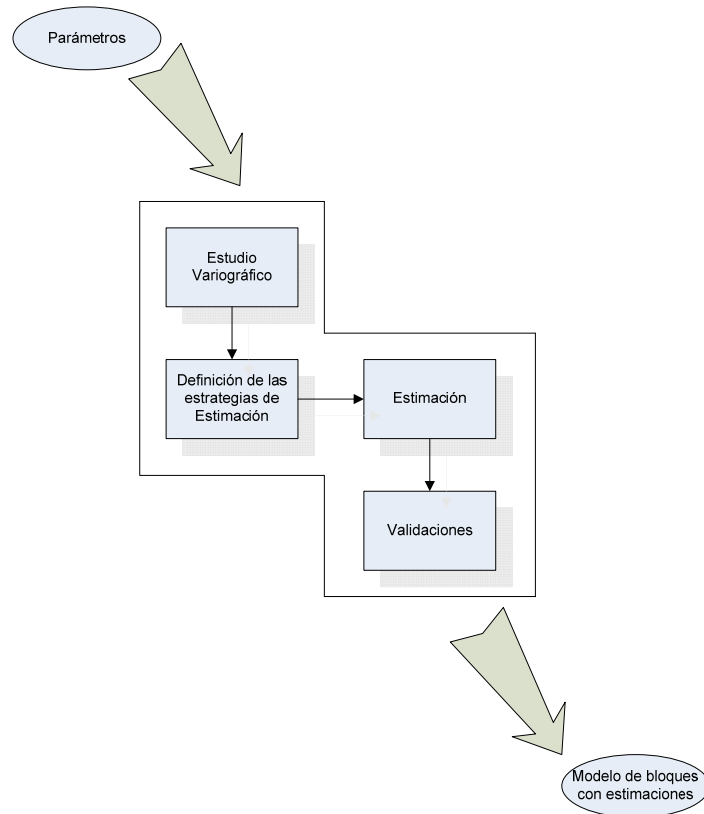 Parámetros
Estudio
Variográfico
Definición de las
estrategias de
Estimación
Estimación
Validaciones
Modelo de bloques
con estimaciones